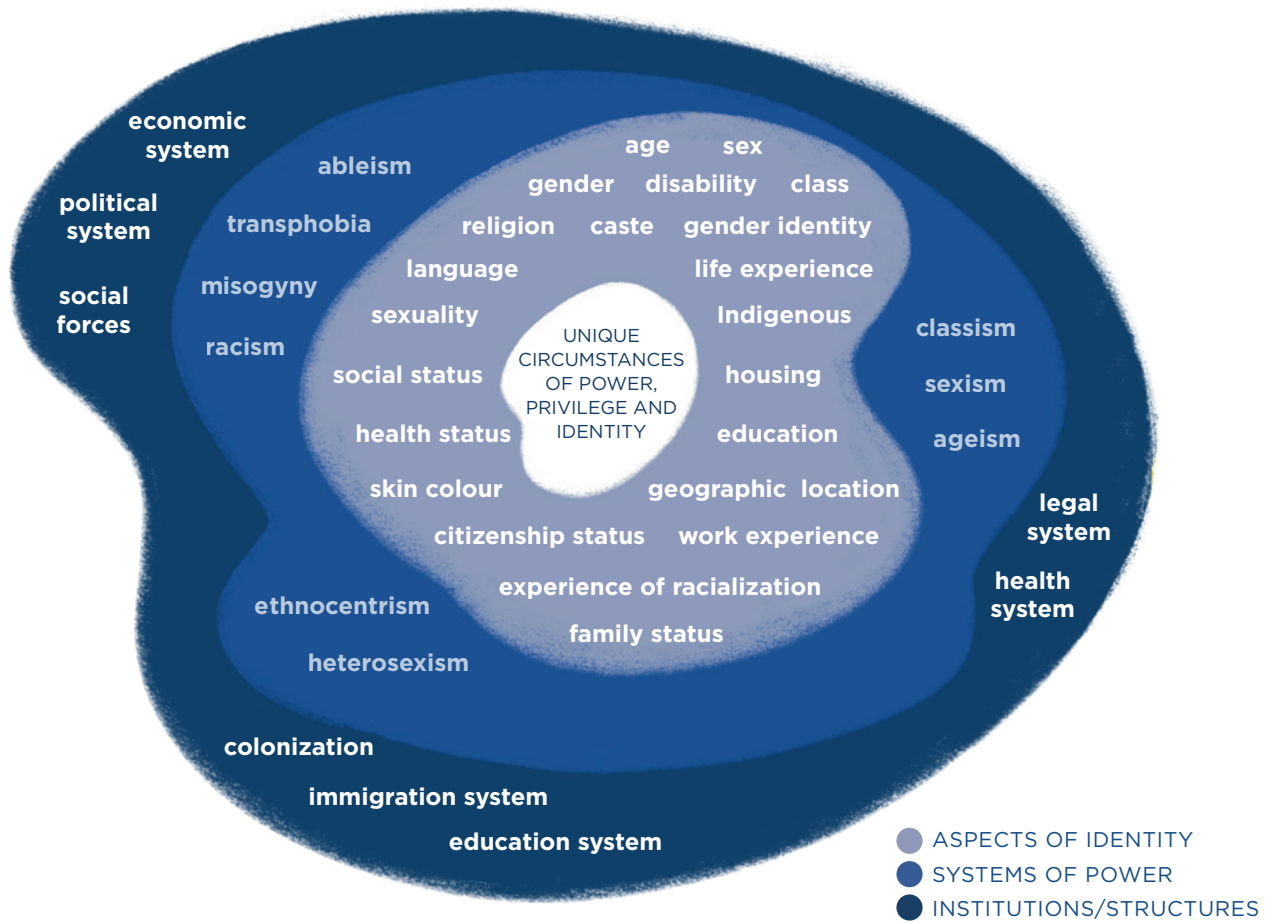 economic
system
political
system
social
forces
ableism
transphobia
misogyny
racism
age sex
gender disability class
religion caste gender identity
language life experience
sexuality Indigenous
social status housing
health status education
skin colour geographic location
citizenship status work experience
experience of racialization
family status
UNIQUE
CIRCUMSTANCES
OF POWER,
PRIVILEGE AND
IDENTITY
classism
sexism
ageism
legal
system
health
system
ethnocentrism
heterosexism
colonization
immigration system
education system
ASPECTS OF IDENTITY
SYSTEMS OF POWER
INSTITUTIONS/STRUCTURES